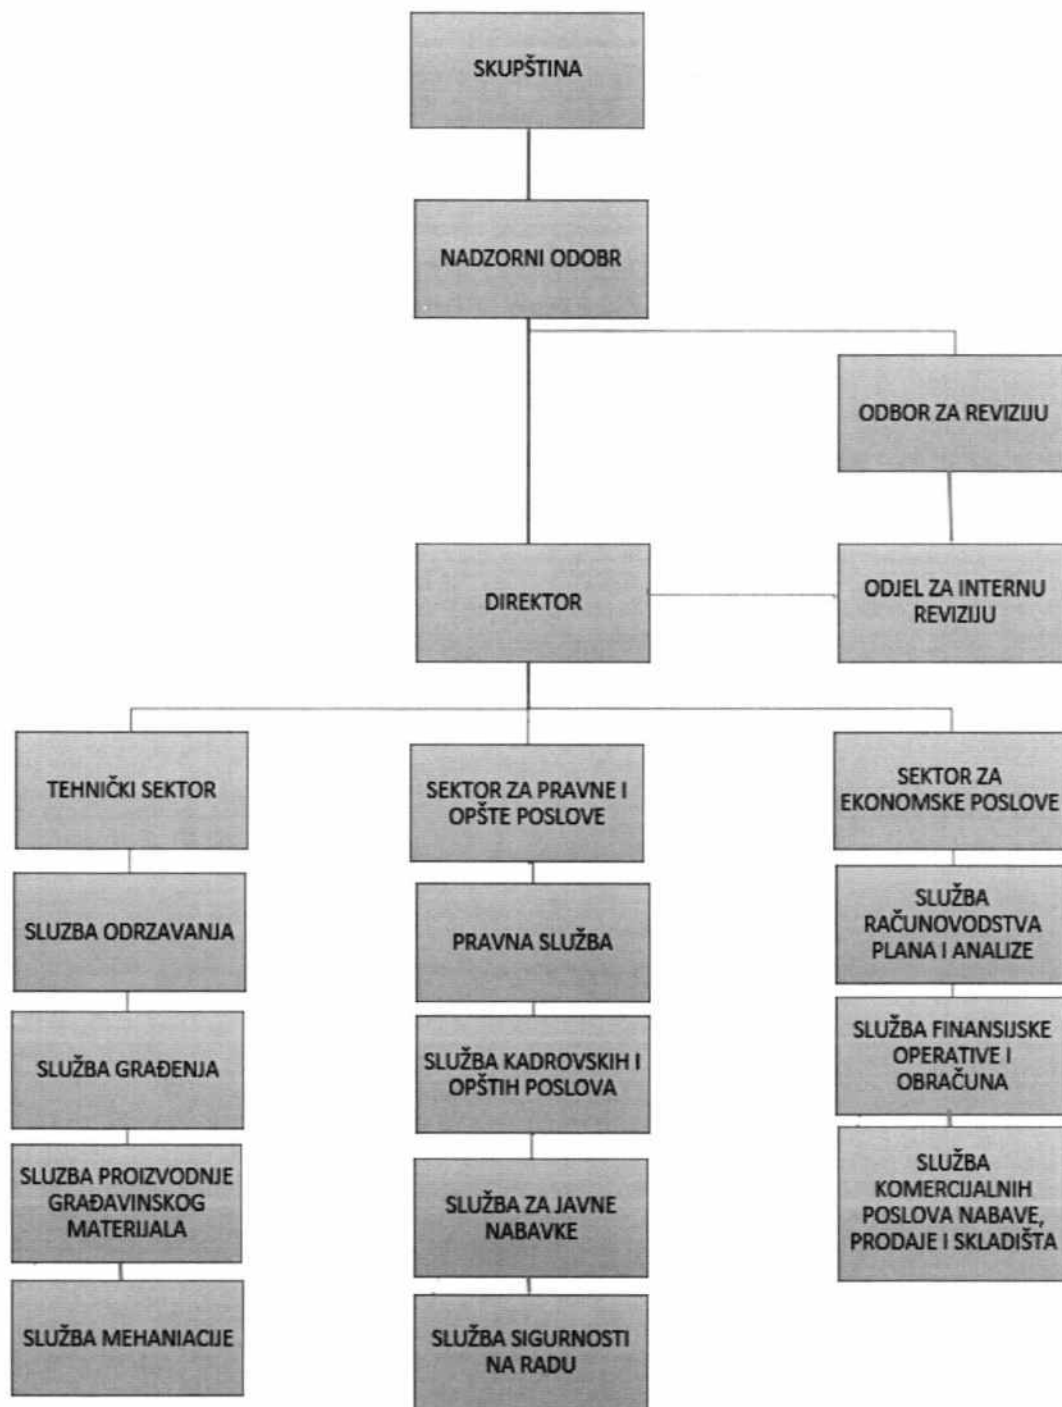 SKUPŠTINA
NADZORNI ODOBR
ODBOR ZA REVIZIJU
DIREKTOR
ODJEL ZA INTERNU
REVIZIJU
TEHNIČKI SEKTOR
SLUZBA ODRZAVANJA
SLUŽBA GRAĐENJA
SLUZBA PROIZVODNJE
GRAĐAVINSKOG
MATERIJALA
SLUŽBA MEHANIACIJE
SEKTOR ZA PRAVNE I
OPŠTE POSLOVE
PRAVNA SLUŽBA
SLUŽBA KADROVSKIH I
OPŠTIH POSLOVA
SLUŽBA ZA JAVNE
NABAVKE
SLUŽBA SIGURNOSTI
NA RADU
SEKTOR ZA
EKONOMSKE POSLOVE
SLUŽBA
RAČUNOVODSTVA
PLANA I ANALIZE
SLUŽBA FINANSIJSKE
OPERATIVE I
OBRAČUNA
SLUŽBA
KOMERCIJALNIH
POSLOVA NABAVE,
PRODAJE I SKLADIŠTA